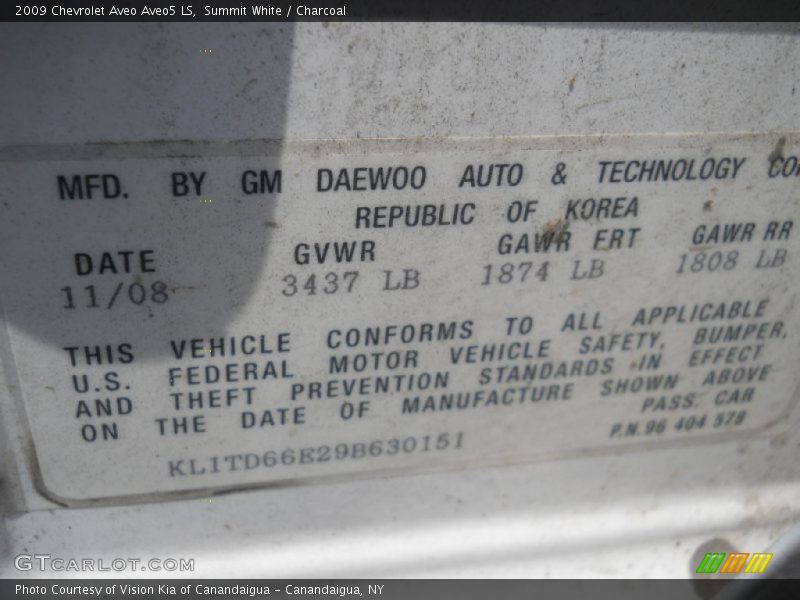 2009 Chevrolet Aveo Aveo5 LS, Summit White / Charcoal
MFD. BY GM DAEWOO AUTO & TECHNOLOGY CO
REPUBLIC OF KOREA
DATE GVWR GAWR FRT GAWR RR
11/08 3437 LB 1874 LB 1808 LB
THIS VEHICLE CONFORMS TO ALL APPLICABLE
U.S. FEDERAL MOTOR VEHICLE SAFETY, BUMPER,
AND THEFT PREVENTION STANDARDS IN EFFECT
ON THE DATE OF MANUFACTURE SHOWN ABOVE
PASS. CAR
KL1TD66E29B630151 P.N.96 404 578
GTCARLOT.COM
Photo Courtesy of Vision Kia of Canandaigua - Canandaigua, NY